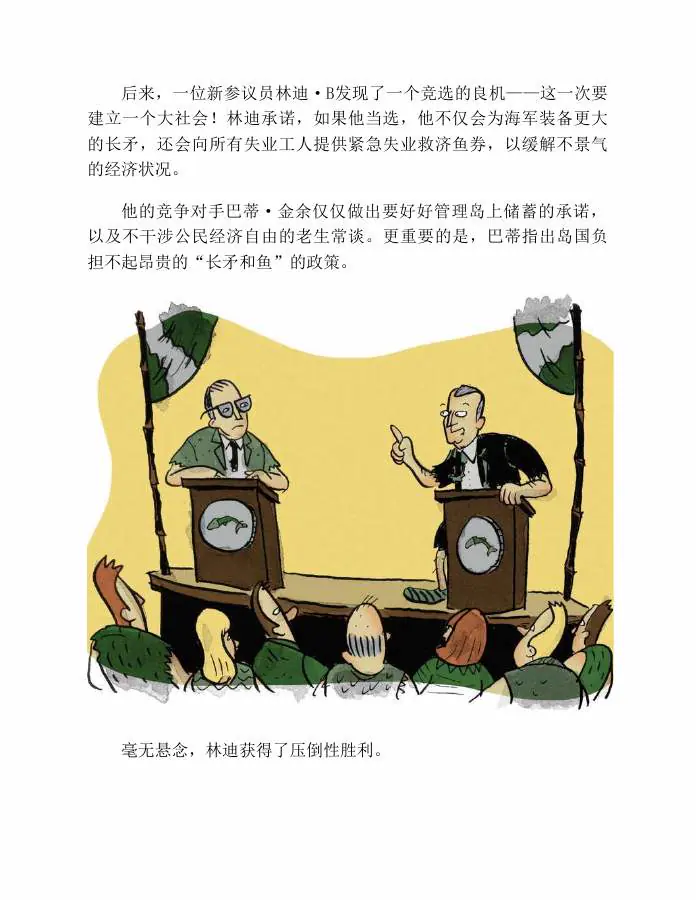 后来，一位新参议员林迪·B发现了一个竞选的良机——这一次要
建立一个大社会！林迪承诺，如果他当选，他不仅会为海军装备更大
的长矛，还会向所有失业工人提供紧急失业救济鱼券，以缓解不景气
的经济状况。
他的竞争对手巴蒂·金余仅仅做出要好好管理岛上储蓄的承诺，
以及不干涉公民经济自由的老生常谈。更重要的是，巴蒂指出岛国负
担不起昂贵的“长矛和鱼”的政策。
毫无悬念，林迪获得了压倒性胜利。